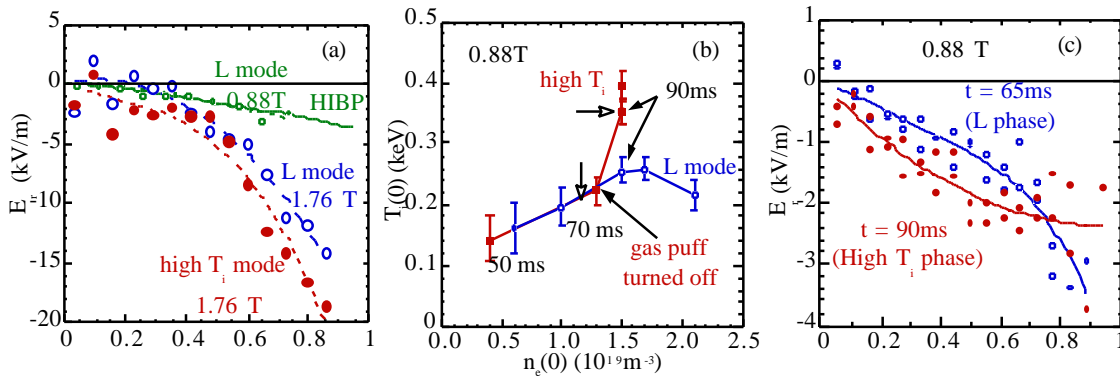 (a)
E_r (kV/m)
5
0
-5
-10
-15
-20
L mode
0.88T
HIBP
L mode
1.76 T
high T_i mode
1.76 T
0 0.2 0.4 0.6 0.8 1
(b)
0.88T
T_i(0) (keV)
0.5
0.4
0.3
0.2
0.1
0
high T_i
90ms
L mode
70 ms
gas puff
turned off
50 ms
0 0.5 1.0 1.5 2.0 2.5
n_e(0) (10^19 m^-3)
0.88 T
(c)
E_r (kV/m)
1
0
-1
-2
-3
-4
t = 65ms
(L phase)
t = 90ms
(High T_i phase)
0 0.2 0.4 0.6 0.8 1